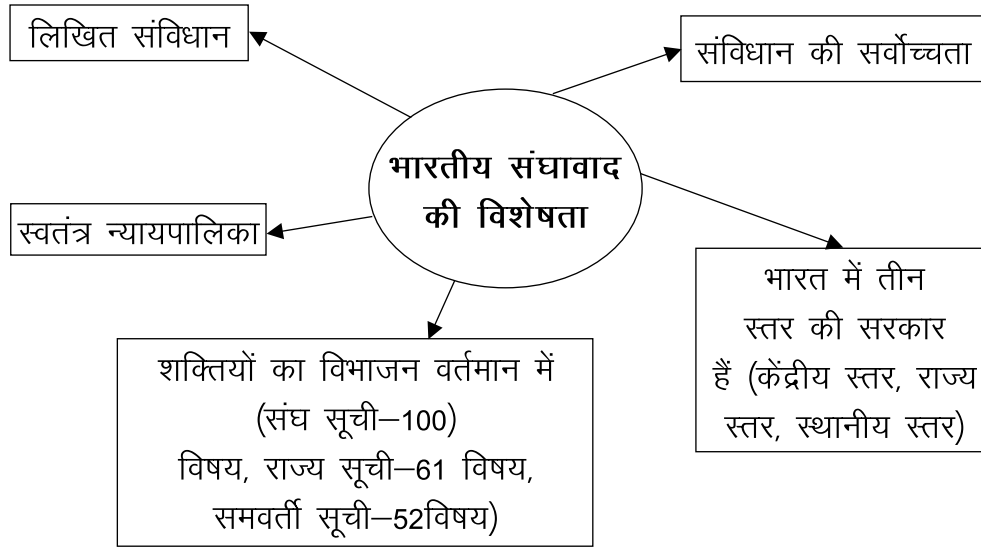 लिखित संविधान
संविधान की सर्वोच्चता
भारतीय संघावाद
की विशेषता
स्वतंत्र न्यायपालिका
भारत में तीन
स्तर की सरकार
हैं (केंद्रीय स्तर, राज्य
स्तर, स्थानीय स्तर)
शक्तियों का विभाजन वर्तमान में
(संघ सूची–100)
विषय, राज्य सूची–61 विषय,
समवर्ती सूची–52विषय)